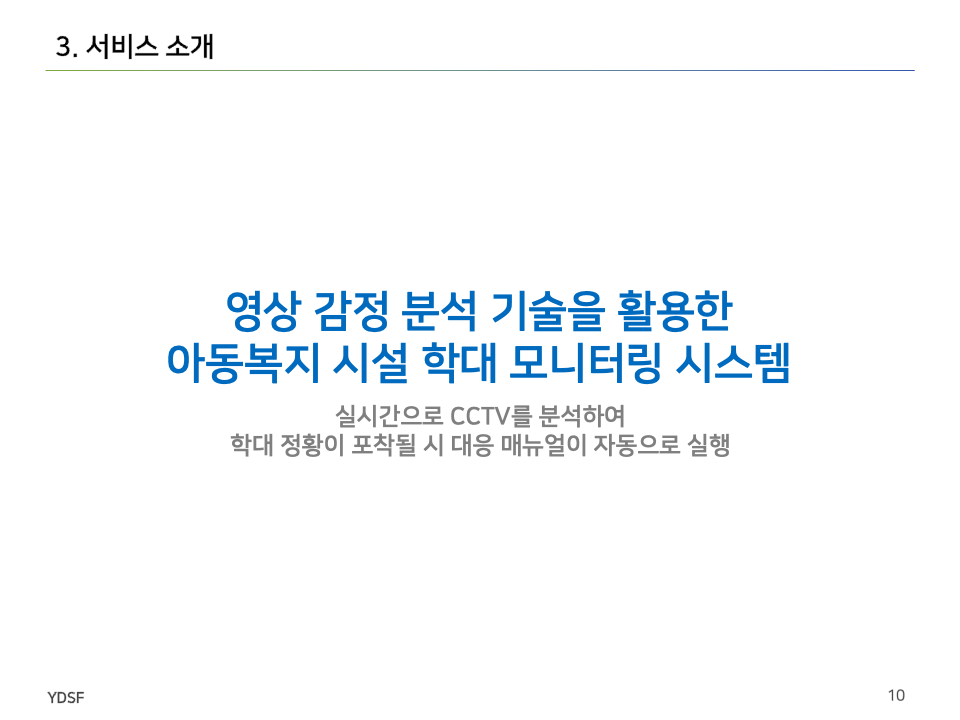 3. 서비스 소개
영상 감정 분석 기술을 활용한
아동복지 시설 학대 모니터링 시스템
실시간으로 CCTV를 분석하여
학대 정황이 포착될 시 대응 매뉴얼이 자동으로 실행
YDSF
10